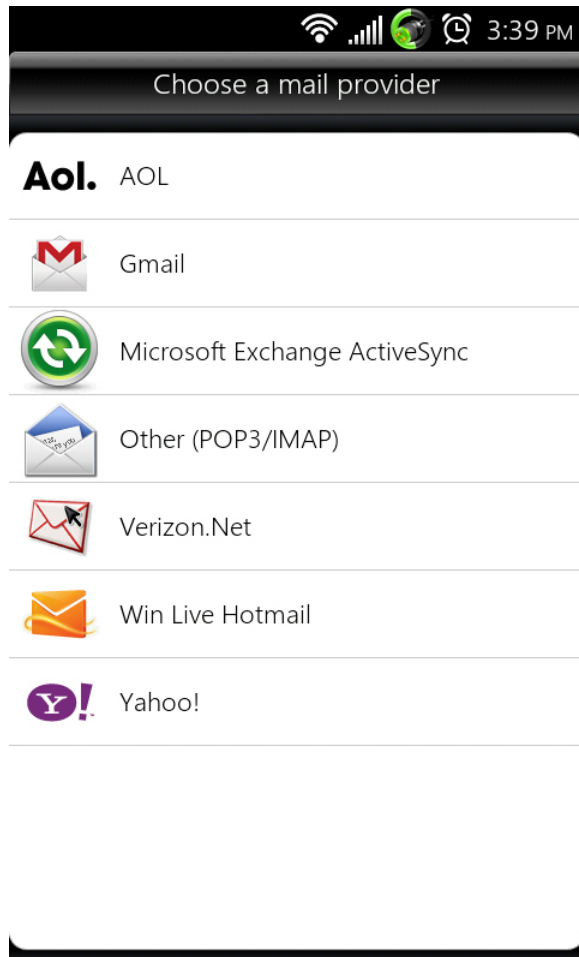 3:39 PM
Choose a mail provider
Aol. AOL
Gmail
Microsoft Exchange ActiveSync
Other (POP3/IMAP)
Verizon.Net
Win Live Hotmail
Y! Yahoo!